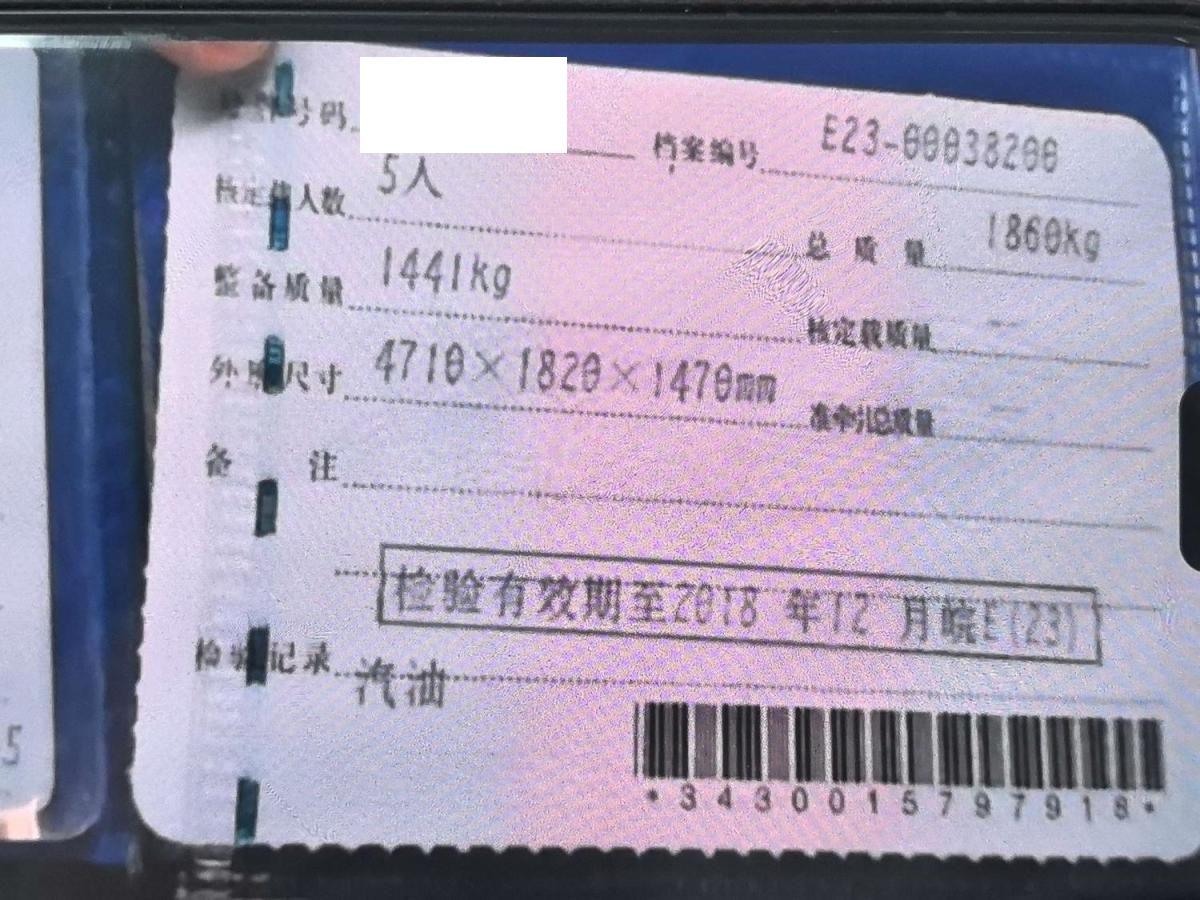 号码
档案编号 E23-00038200
核定载人数 5人
总质量 1860kg
整备质量 1441kg
核定载质量 --
外廓尺寸 4710×1820×1470mm
准牵引总质量 --
备注
检验有效期至2018 年12 月皖E(23)
检验记录
汽油
*3430015797918*
5